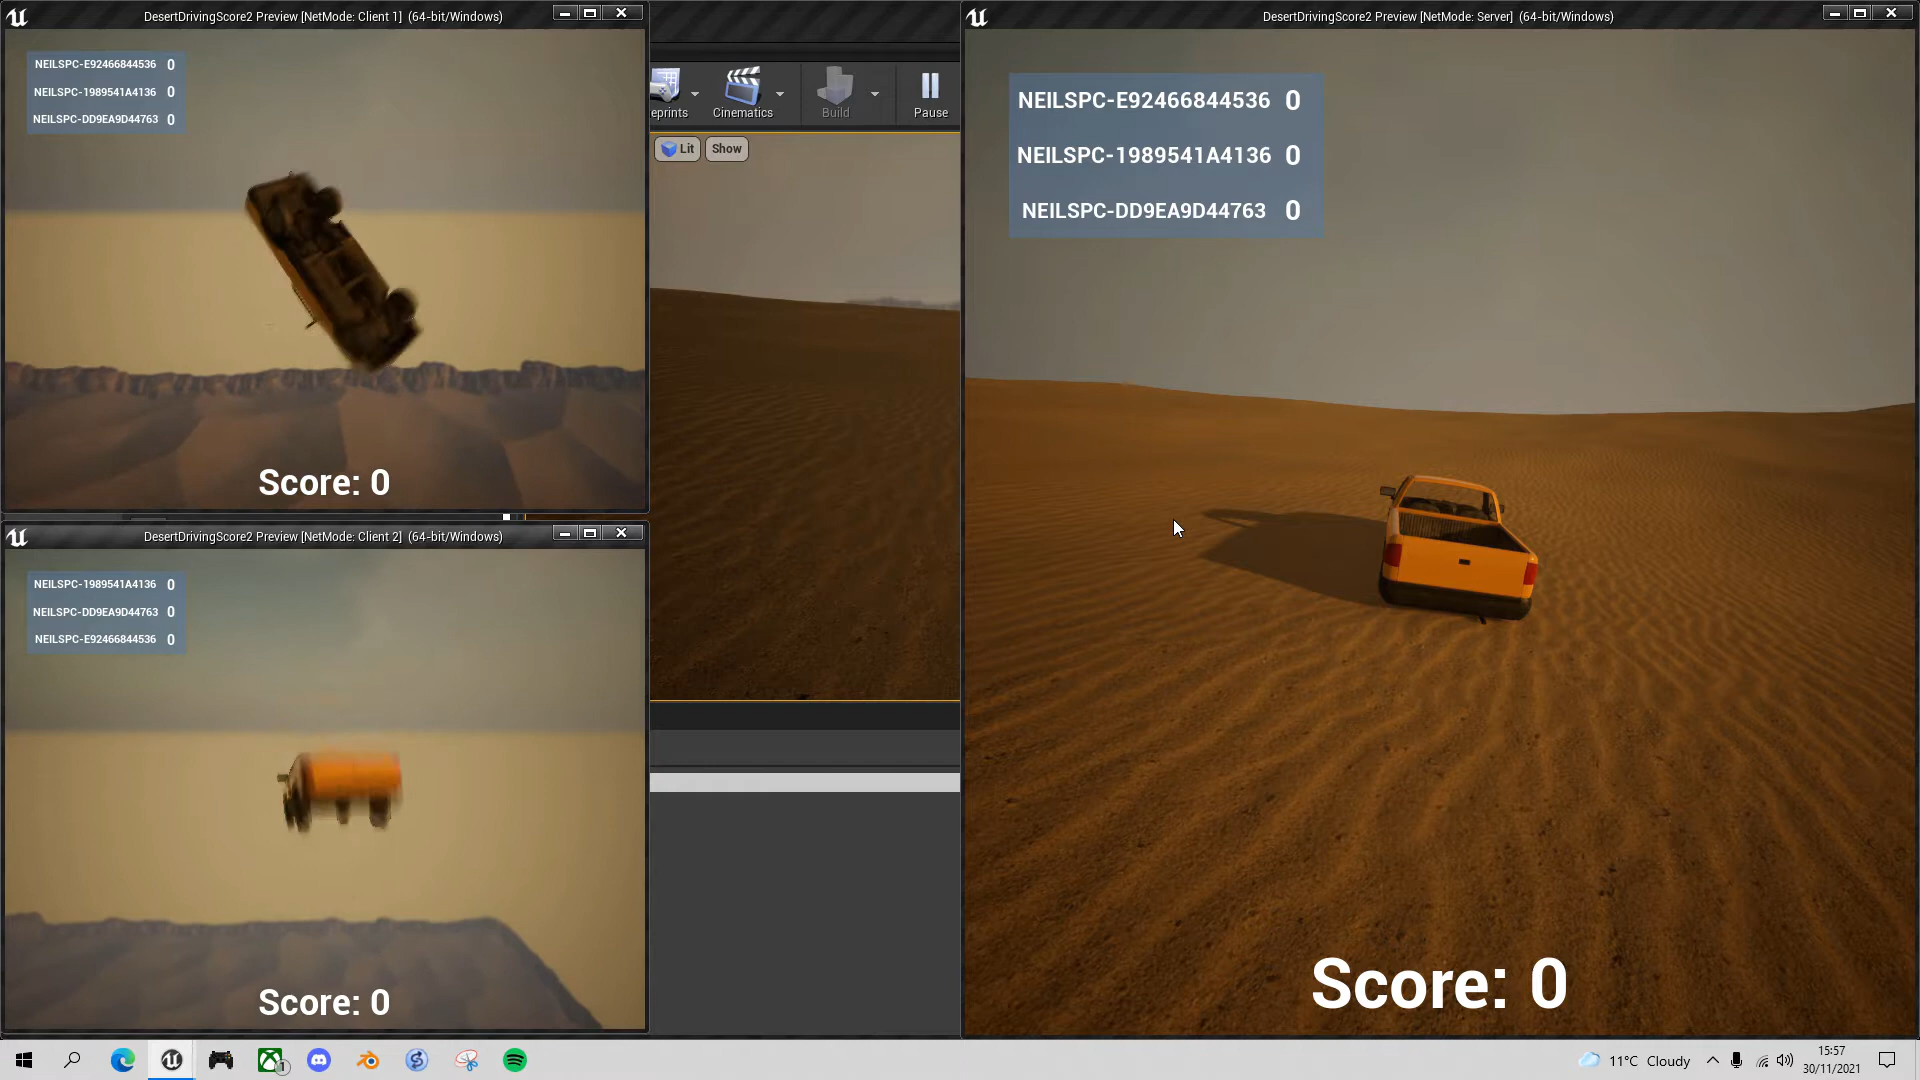 DesertDrivingScore2 Preview [NetMode: Client 1] (64-bit/Windows)
NEILSPC-E92466844536 0
NEILSPC-1989541A4136 0
NEILSPC-DD9EA9D44763 0
Score: 0
DesertDrivingScore2 Preview [NetMode: Client 2] (64-bit/Windows)
NEILSPC-1989541A4136 0
NEILSPC-DD9EA9D44763 0
NEILSPC-E92466844536 0
Score: 0
eprints Cinematics Build Pause
Lit Show
DesertDrivingScore2 Preview [NetMode: Server] (64-bit/Windows)
NEILSPC-E92466844536 0
NEILSPC-1989541A4136 0
NEILSPC-DD9EA9D44763 0
Score: 0
1
11°C Cloudy
15:57
30/11/2021